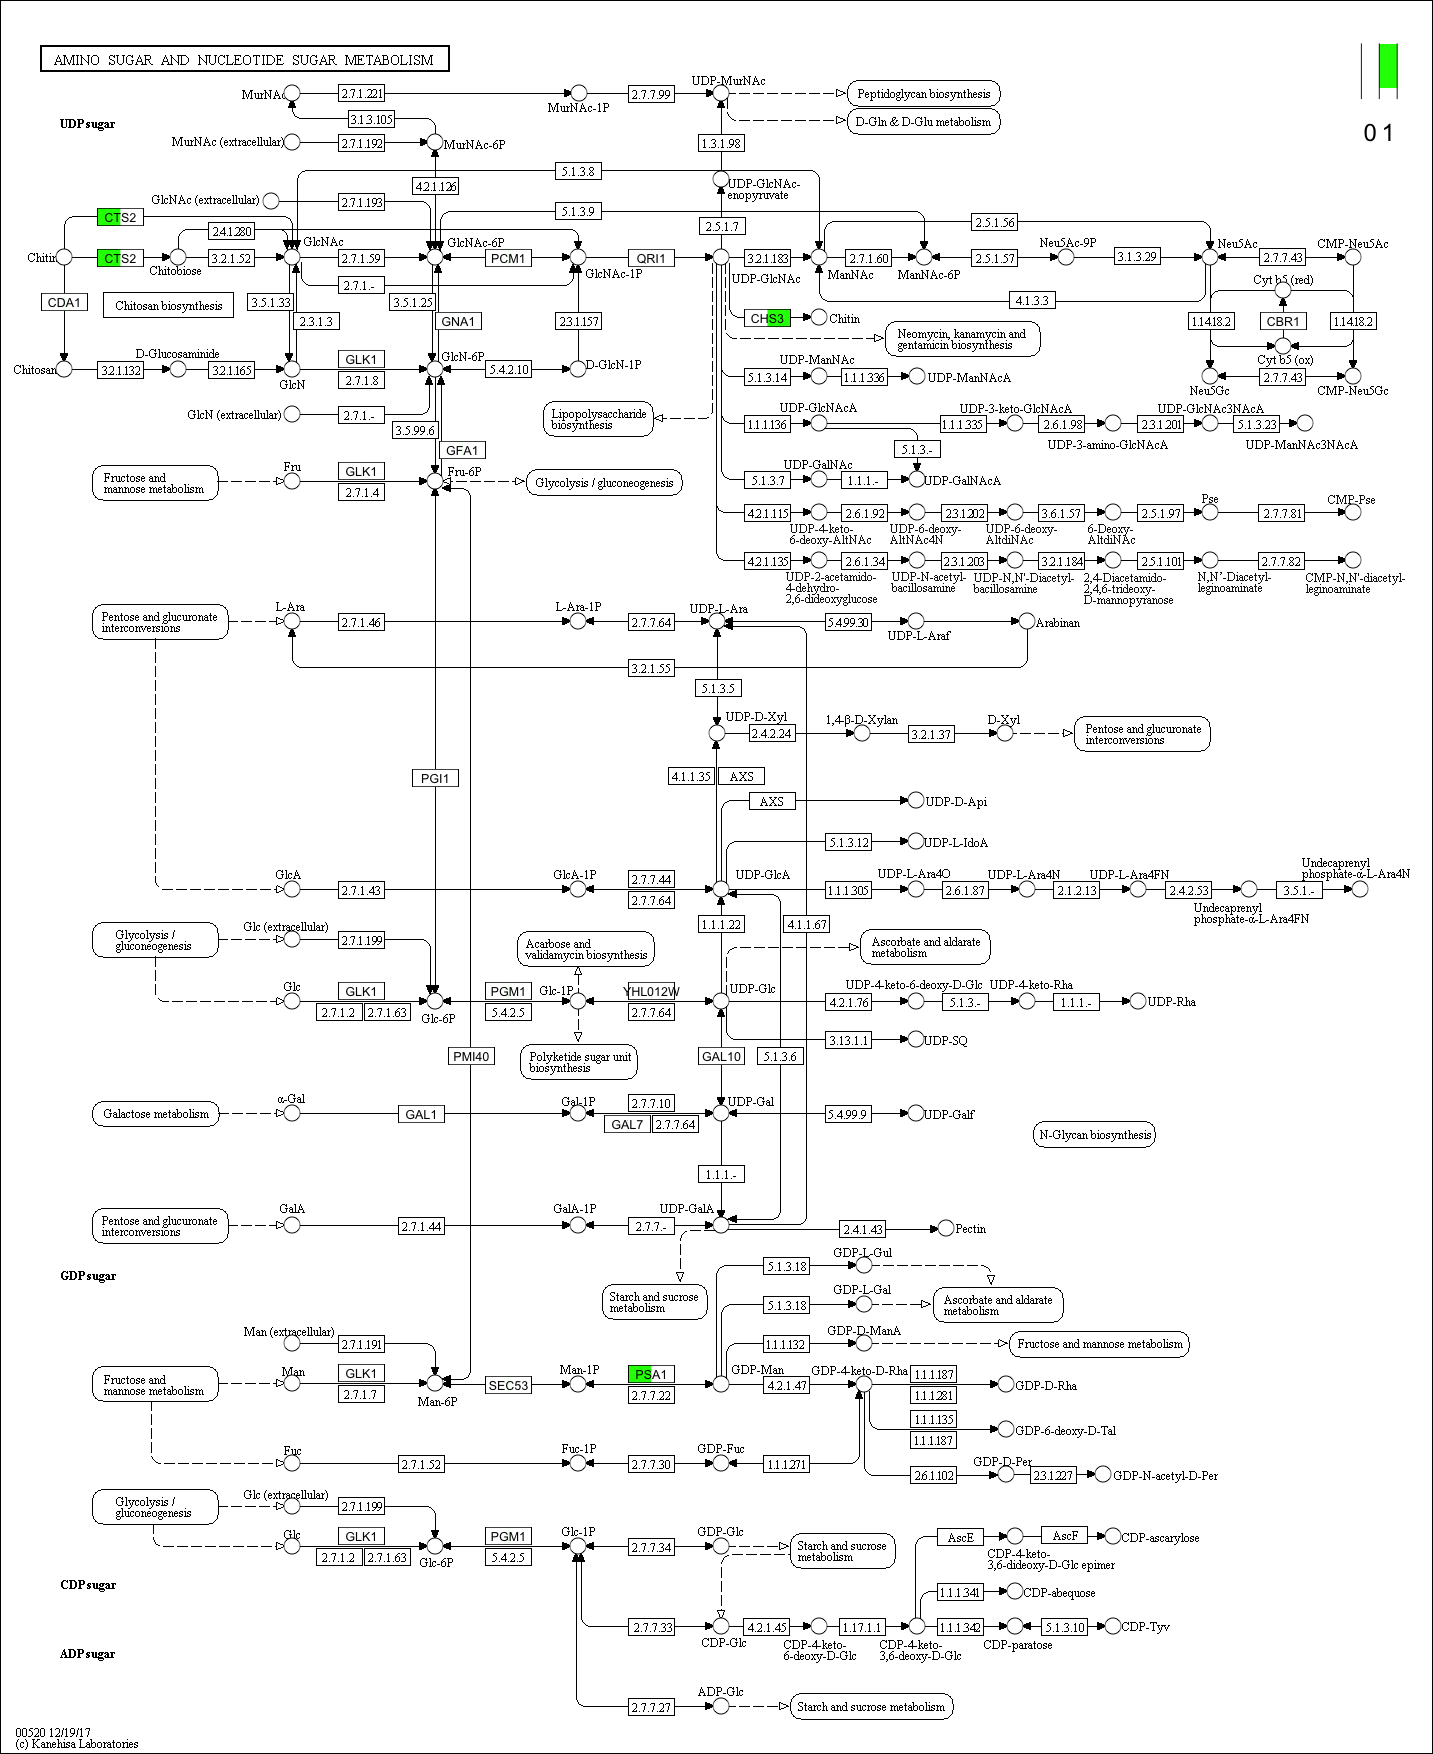 AMINO SUGAR AND NUCLEOTIDE SUGAR METABOLISM
0 1
UDP sugar
MurNAc
2.7.1.221
MurNAc-1P
2.7.7.99
UDP-MurNAc
Peptidoglycan biosynthesis
D-Gln & D-Glu metabolism
3.1.3.105
MurNAc (extracellular)
2.7.1.192
MurNAc-6P
1.3.1.98
4.2.1.126
5.1.3.8
UDP-GlcNAc-
enopyruvate
GlcNAc (extracellular)
2.7.1.193
5.1.3.9
2.5.1.7
2.5.1.56
CTS2
2.4.1.280
Chitin
CTS2
Chitobiose
3.2.1.52
GlcNAc
2.7.1.59
GlcNAc-6P
PCM1
GlcNAc-1P
QRI1
UDP-GlcNAc
3.2.1.183
ManNAc
2.7.1.60
ManNAc-6P
2.5.1.57
Neu5Ac-9P
3.1.3.29
Neu5Ac
2.7.7.43
CMP-Neu5Ac
2.7.1.-
CDA1
Chitosan biosynthesis
3.5.1.33
2.3.1.3
3.5.1.25
GNA1
2.3.1.157
CHS3
Chitin
4.1.3.3
Cyt b5 (red)
1.14.18.2
CBR1
1.14.18.2
Cyt b5 (ox)
Neomycin, kanamycin and
gentamicin biosynthesis
Chitosan
3.2.1.132
D-Glucosaminide
3.2.1.165
GlcN
GLK1
2.7.1.8
GlcN-6P
5.4.2.10
D-GlcN-1P
UDP-ManNAc
5.1.3.14
1.1.1.336
UDP-ManNAcA
Neu5Gc
2.7.7.43
CMP-Neu5Gc
GlcN (extracellular)
2.7.1.-
3.5.99.6
GFA1
Lipopolysaccharide
biosynthesis
UDP-GlcNAcA
1.1.1.136
UDP-3-keto-GlcNAcA
1.1.1.335
2.6.1.98
UDP-3-amino-GlcNAcA
UDP-GlcNAc3NAcA
2.3.1.201
5.1.3.23
UDP-ManNAc3NAcA
5.1.3.-
Fructose and
mannose metabolism
Fru
GLK1
2.7.1.4
Fru-6P
Glycolysis / gluconeogenesis
UDP-GalNAc
5.1.3.7
1.1.1.-
UDP-GalNAcA
4.2.1.115
UDP-4-keto-
6-deoxy-AltNAc
2.6.1.92
UDP-6-deoxy-
AltNAc4N
2.3.1.202
UDP-6-deoxy-
AltdiNAc
3.6.1.57
6-Deoxy-
AltdiNAc
2.5.1.97
Pse
2.7.7.81
CMP-Pse
4.2.1.135
UDP-2-acetamido-
4-dehydro-
2,6-dideoxyglucose
2.6.1.34
UDP-N-acetyl-
bacillosamine
2.3.1.203
UDP-N,N'-Diacetyl-
bacillosamine
3.2.1.184
2,4-Diacetamido-
2,4,6-trideoxy-
D-mannopyranose
2.5.1.101
N,N'-Diacetyl-
leginoaminate
2.7.7.82
CMP-N,N'-diacetyl-
leginoaminate
Pentose and glucuronate
interconversions
L-Ara
2.7.1.46
L-Ara-1P
2.7.7.64
UDP-L-Ara
5.4.99.30
UDP-L-Araf
Arabinan
3.2.1.55
5.1.3.5
UDP-D-Xyl
2.4.2.24
1,4-β-D-Xylan
3.2.1.37
D-Xyl
Pentose and glucuronate
interconversions
PGI1
4.1.1.35
AXS
AXS
UDP-D-Api
5.1.3.12
UDP-L-IdoA
GlcA
2.7.1.43
GlcA-1P
2.7.7.44
2.7.7.64
UDP-GlcA
1.1.1.305
UDP-L-Ara4O
2.6.1.87
UDP-L-Ara4N
2.1.2.13
UDP-L-Ara4FN
2.4.2.53
Undecaprenyl
phosphate-α-L-Ara4FN
3.5.1.-
Undecaprenyl
phosphate-α-L-Ara4N
1.1.1.22
4.1.1.67
Glycolysis /
gluconeogenesis
Glc (extracellular)
2.7.1.199
Acarbose and
validamycin biosynthesis
Ascorbate and aldarate
metabolism
Glc
GLK1
2.7.1.2
2.7.1.63
Glc-6P
PGM1
5.4.2.5
Glc-1P
YHL012W
2.7.7.64
UDP-Glc
4.2.1.76
UDP-4-keto-6-deoxy-D-Glc
5.1.3.-
UDP-4-keto-Rha
1.1.1.-
UDP-Rha
3.13.1.1
UDP-SQ
PMI40
Polyketide sugar unit
biosynthesis
GAL10
5.1.3.6
Galactose metabolism
α-Gal
GAL1
Gal-1P
2.7.7.10
GAL7
2.7.7.64
UDP-Gal
5.4.99.9
UDP-Galf
N-Glycan biosynthesis
1.1.1.-
Pentose and glucuronate
interconversions
GalA
2.7.1.44
GalA-1P
2.7.7.-
UDP-GalA
2.4.1.43
Pectin
GDP sugar
Starch and sucrose
metabolism
5.1.3.18
GDP-L-Gul
5.1.3.18
GDP-L-Gal
Ascorbate and aldarate
metabolism
Man (extracellular)
2.7.1.191
1.1.1.132
GDP-D-ManA
Fructose and mannose metabolism
Fructose and
mannose metabolism
Man
GLK1
2.7.1.7
Man-6P
SEC53
Man-1P
PSA1
2.7.7.22
GDP-Man
4.2.1.47
GDP-4-keto-D-Rha
1.1.1.187
1.1.1.281
GDP-D-Rha
1.1.1.135
1.1.1.187
GDP-6-deoxy-D-Tal
Fuc
2.7.1.52
Fuc-1P
2.7.7.30
GDP-Fuc
1.1.1.271
2.6.1.102
GDP-D-Per
2.3.1.227
GDP-N-acetyl-D-Per
Glycolysis /
gluconeogenesis
Glc (extracellular)
2.7.1.199
Glc
GLK1
2.7.1.2
2.7.1.63
Glc-6P
PGM1
5.4.2.5
Glc-1P
2.7.7.34
GDP-Glc
Starch and sucrose
metabolism
AscE
CDP-4-keto-
3,6-dideoxy-D-Glc epimer
AscF
CDP-ascarylose
CDP sugar
1.1.1.341
CDP-abequose
2.7.7.33
CDP-Glc
4.2.1.45
CDP-4-keto-
6-deoxy-D-Glc
1.17.1.1
CDP-4-keto-
3,6-deoxy-D-Glc
1.1.1.342
CDP-paratose
5.1.3.10
CDP-Tyv
ADP sugar
2.7.7.27
ADP-Glc
Starch and sucrose metabolism
00520 12/19/17
(c) Kanehisa Laboratories